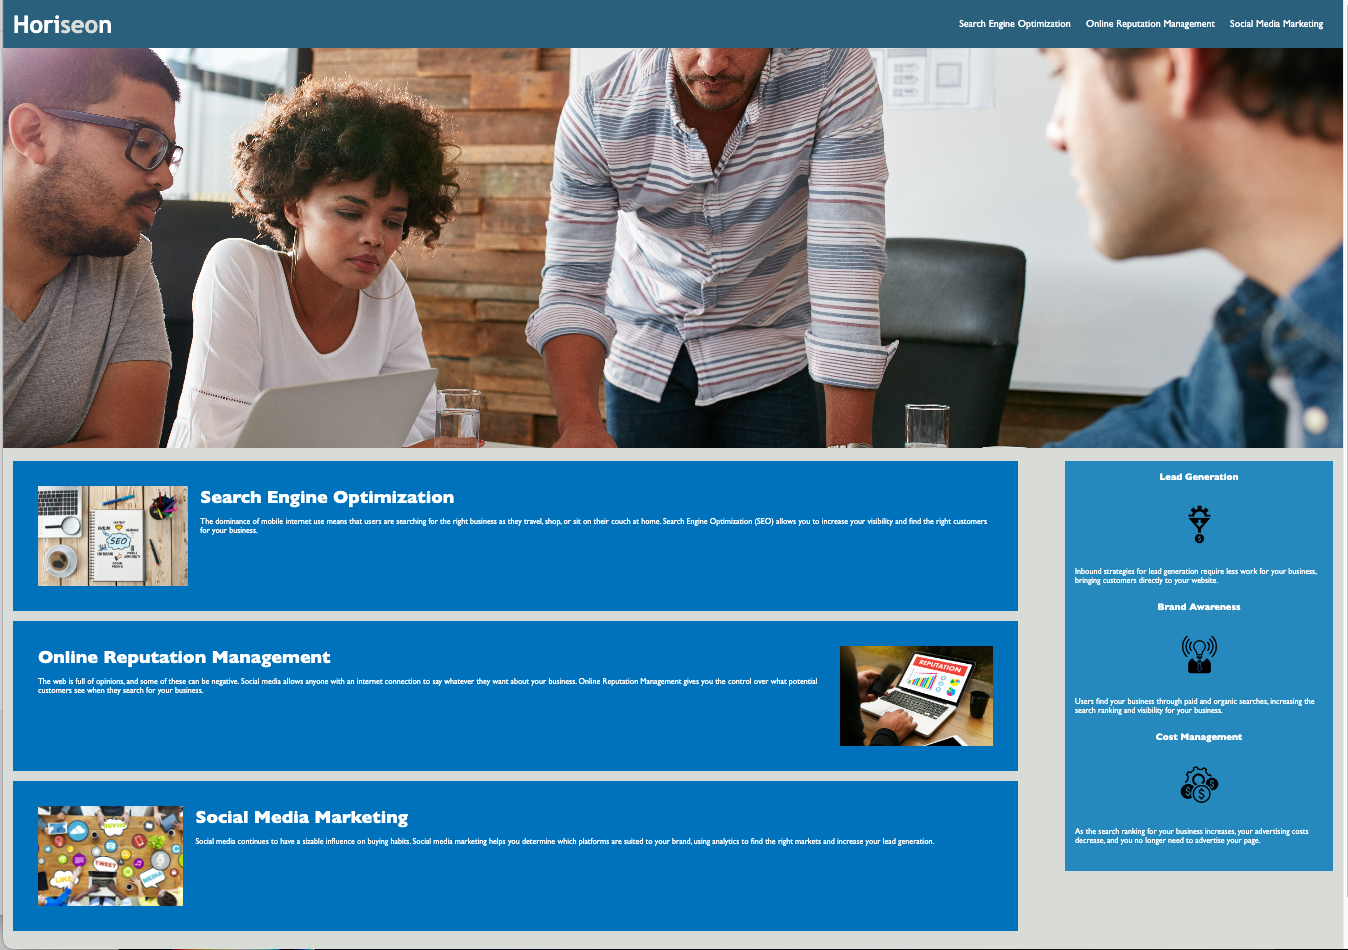 Horiseon
Search Engine Optimization Online Reputation Management Social Media Marketing
Search Engine Optimization
The dominance of mobile internet use means that users are searching for the right business as they travel, shop, or sit on their couch at home. Search Engine Optimization (SEO) allows you to increase your visibility and find the right customers
for your business.
SEO
Online Reputation Management
The web is full of opinions, and some of these can be negative. Social media allows anyone with an internet connection to say whatever they want about your business. Online Reputation Management gives you the control over what potential
customers see when they search for your business.
REPUTATION
Social Media Marketing
Social media continues to have a sizable influence on buying habits. Social media marketing helps you determine which platforms are suited to your brand, using analytics to find the right markets and increase your lead generation.
TWEET
LIKE
MEDIA
Lead Generation
Inbound strategies for lead generation require less work for your business,
bringing customers directly to your website.
Brand Awareness
Users find your business through paid and organic searches, increasing the
search ranking and visibility for your business.
Cost Management
As the search ranking for your business increases, your advertising costs
decrease, and you no longer need to advertise your page.